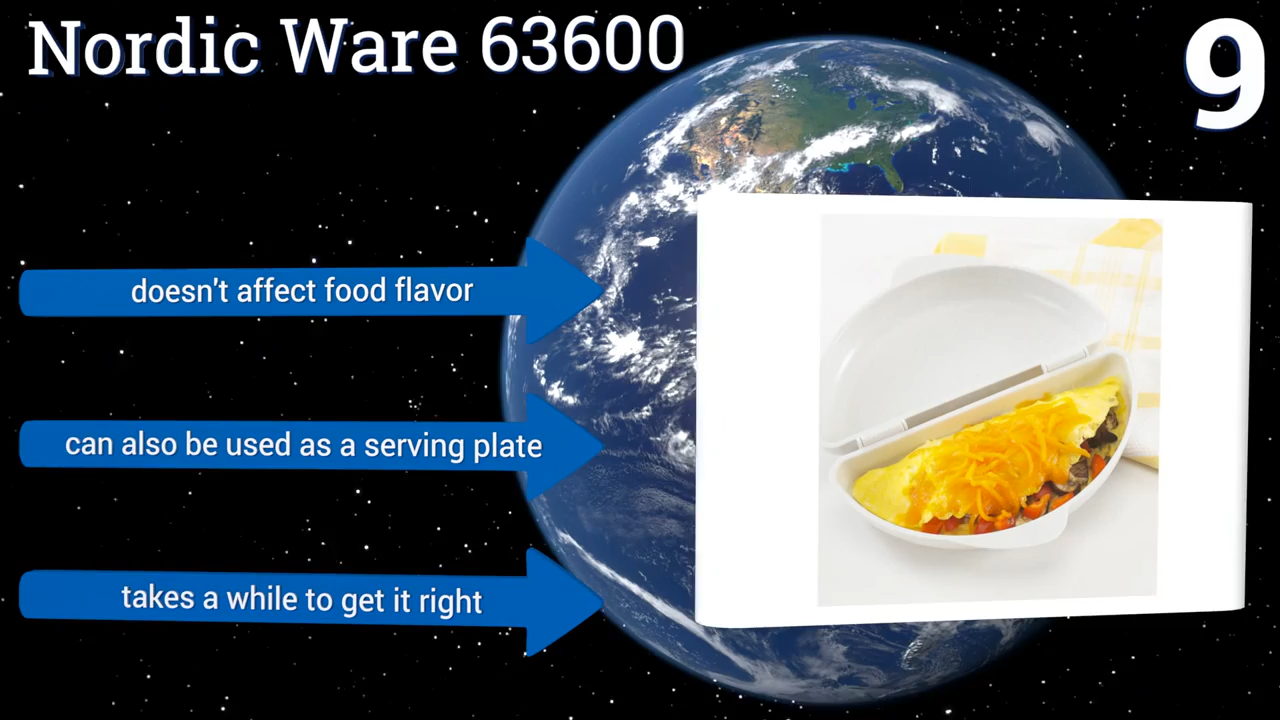 Nordic Ware 63600
9
doesn't affect food flavor
can also be used as a serving plate
takes a while to get it right